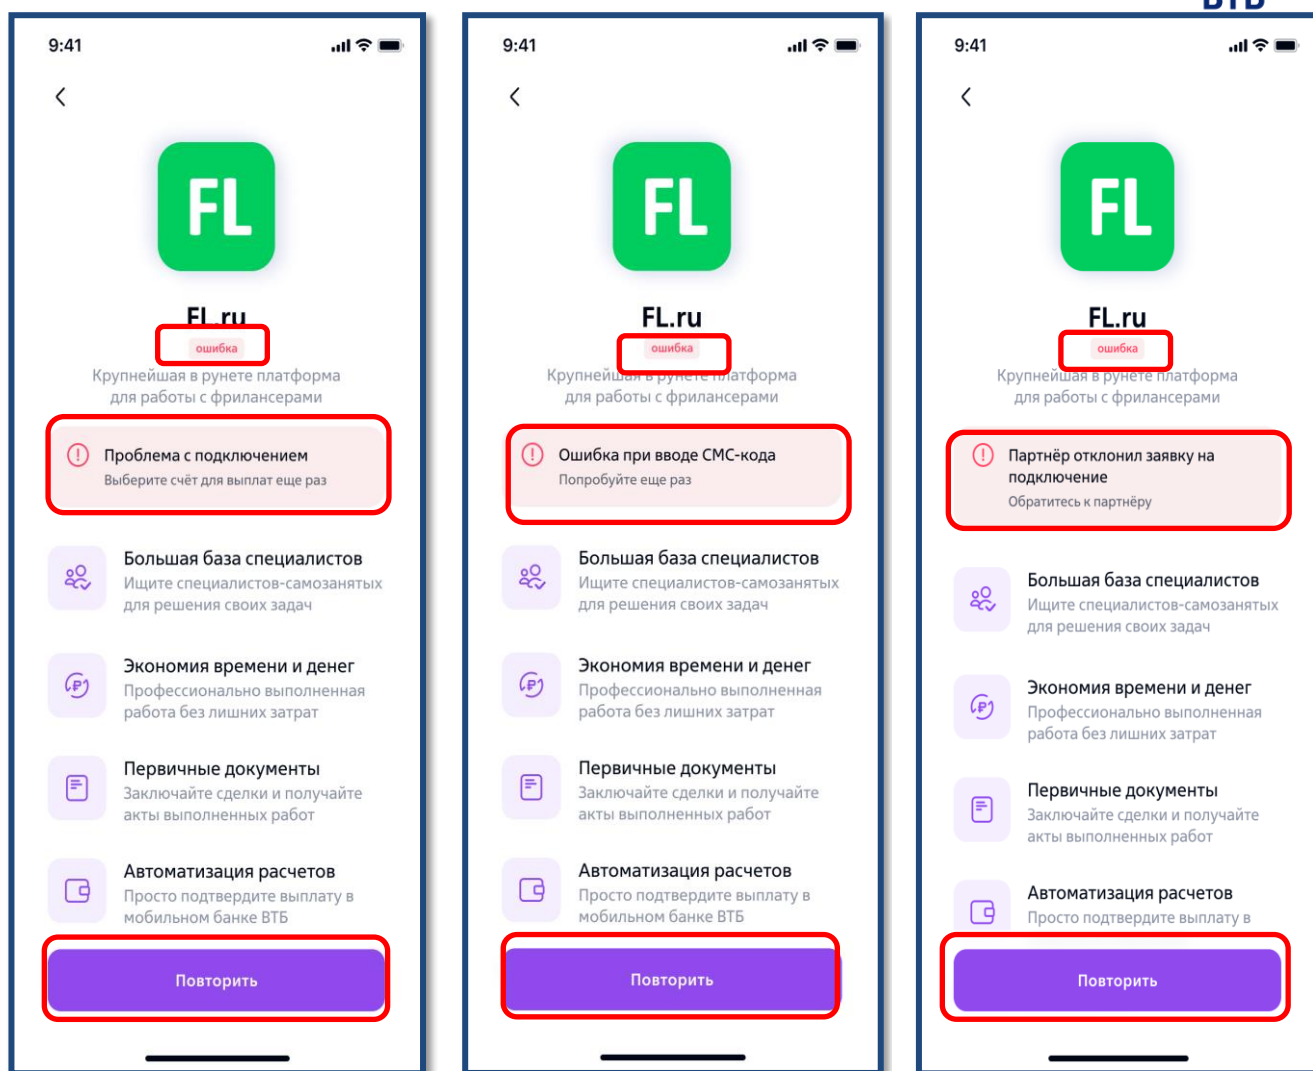 ВТБ
9:41
FL
FL.ru
ошибка
Крупнейшая в рунете платформа
для работы с фрилансерами
Проблема с подключением
Выберите счёт для выплат еще раз
Большая база специалистов
Ищите специалистов-самозанятых
для решения своих задач
Экономия времени и денег
Профессионально выполненная
работа без лишних затрат
Первичные документы
Заключайте сделки и получайте
акты выполненных работ
Автоматизация расчетов
Просто подтвердите выплату в
мобильном банке ВТБ
Повторить
9:41
FL
FL.ru
ошибка
Крупнейшая в рунете платформа
для работы с фрилансерами
Ошибка при вводе СМС-кода
Попробуйте еще раз
Большая база специалистов
Ищите специалистов-самозанятых
для решения своих задач
Экономия времени и денег
Профессионально выполненная
работа без лишних затрат
Первичные документы
Заключайте сделки и получайте
акты выполненных работ
Автоматизация расчетов
Просто подтвердите выплату в
мобильном банке ВТБ
Повторить
9:41
FL
FL.ru
ошибка
Крупнейшая в рунете платформа
для работы с фрилансерами
Партнёр отклонил заявку на
подключение
Обратитесь к партнёру
Большая база специалистов
Ищите специалистов-самозанятых
для решения своих задач
Экономия времени и денег
Профессионально выполненная
работа без лишних затрат
Первичные документы
Заключайте сделки и получайте
акты выполненных работ
Автоматизация расчетов
Просто подтвердите выплату в
Повторить